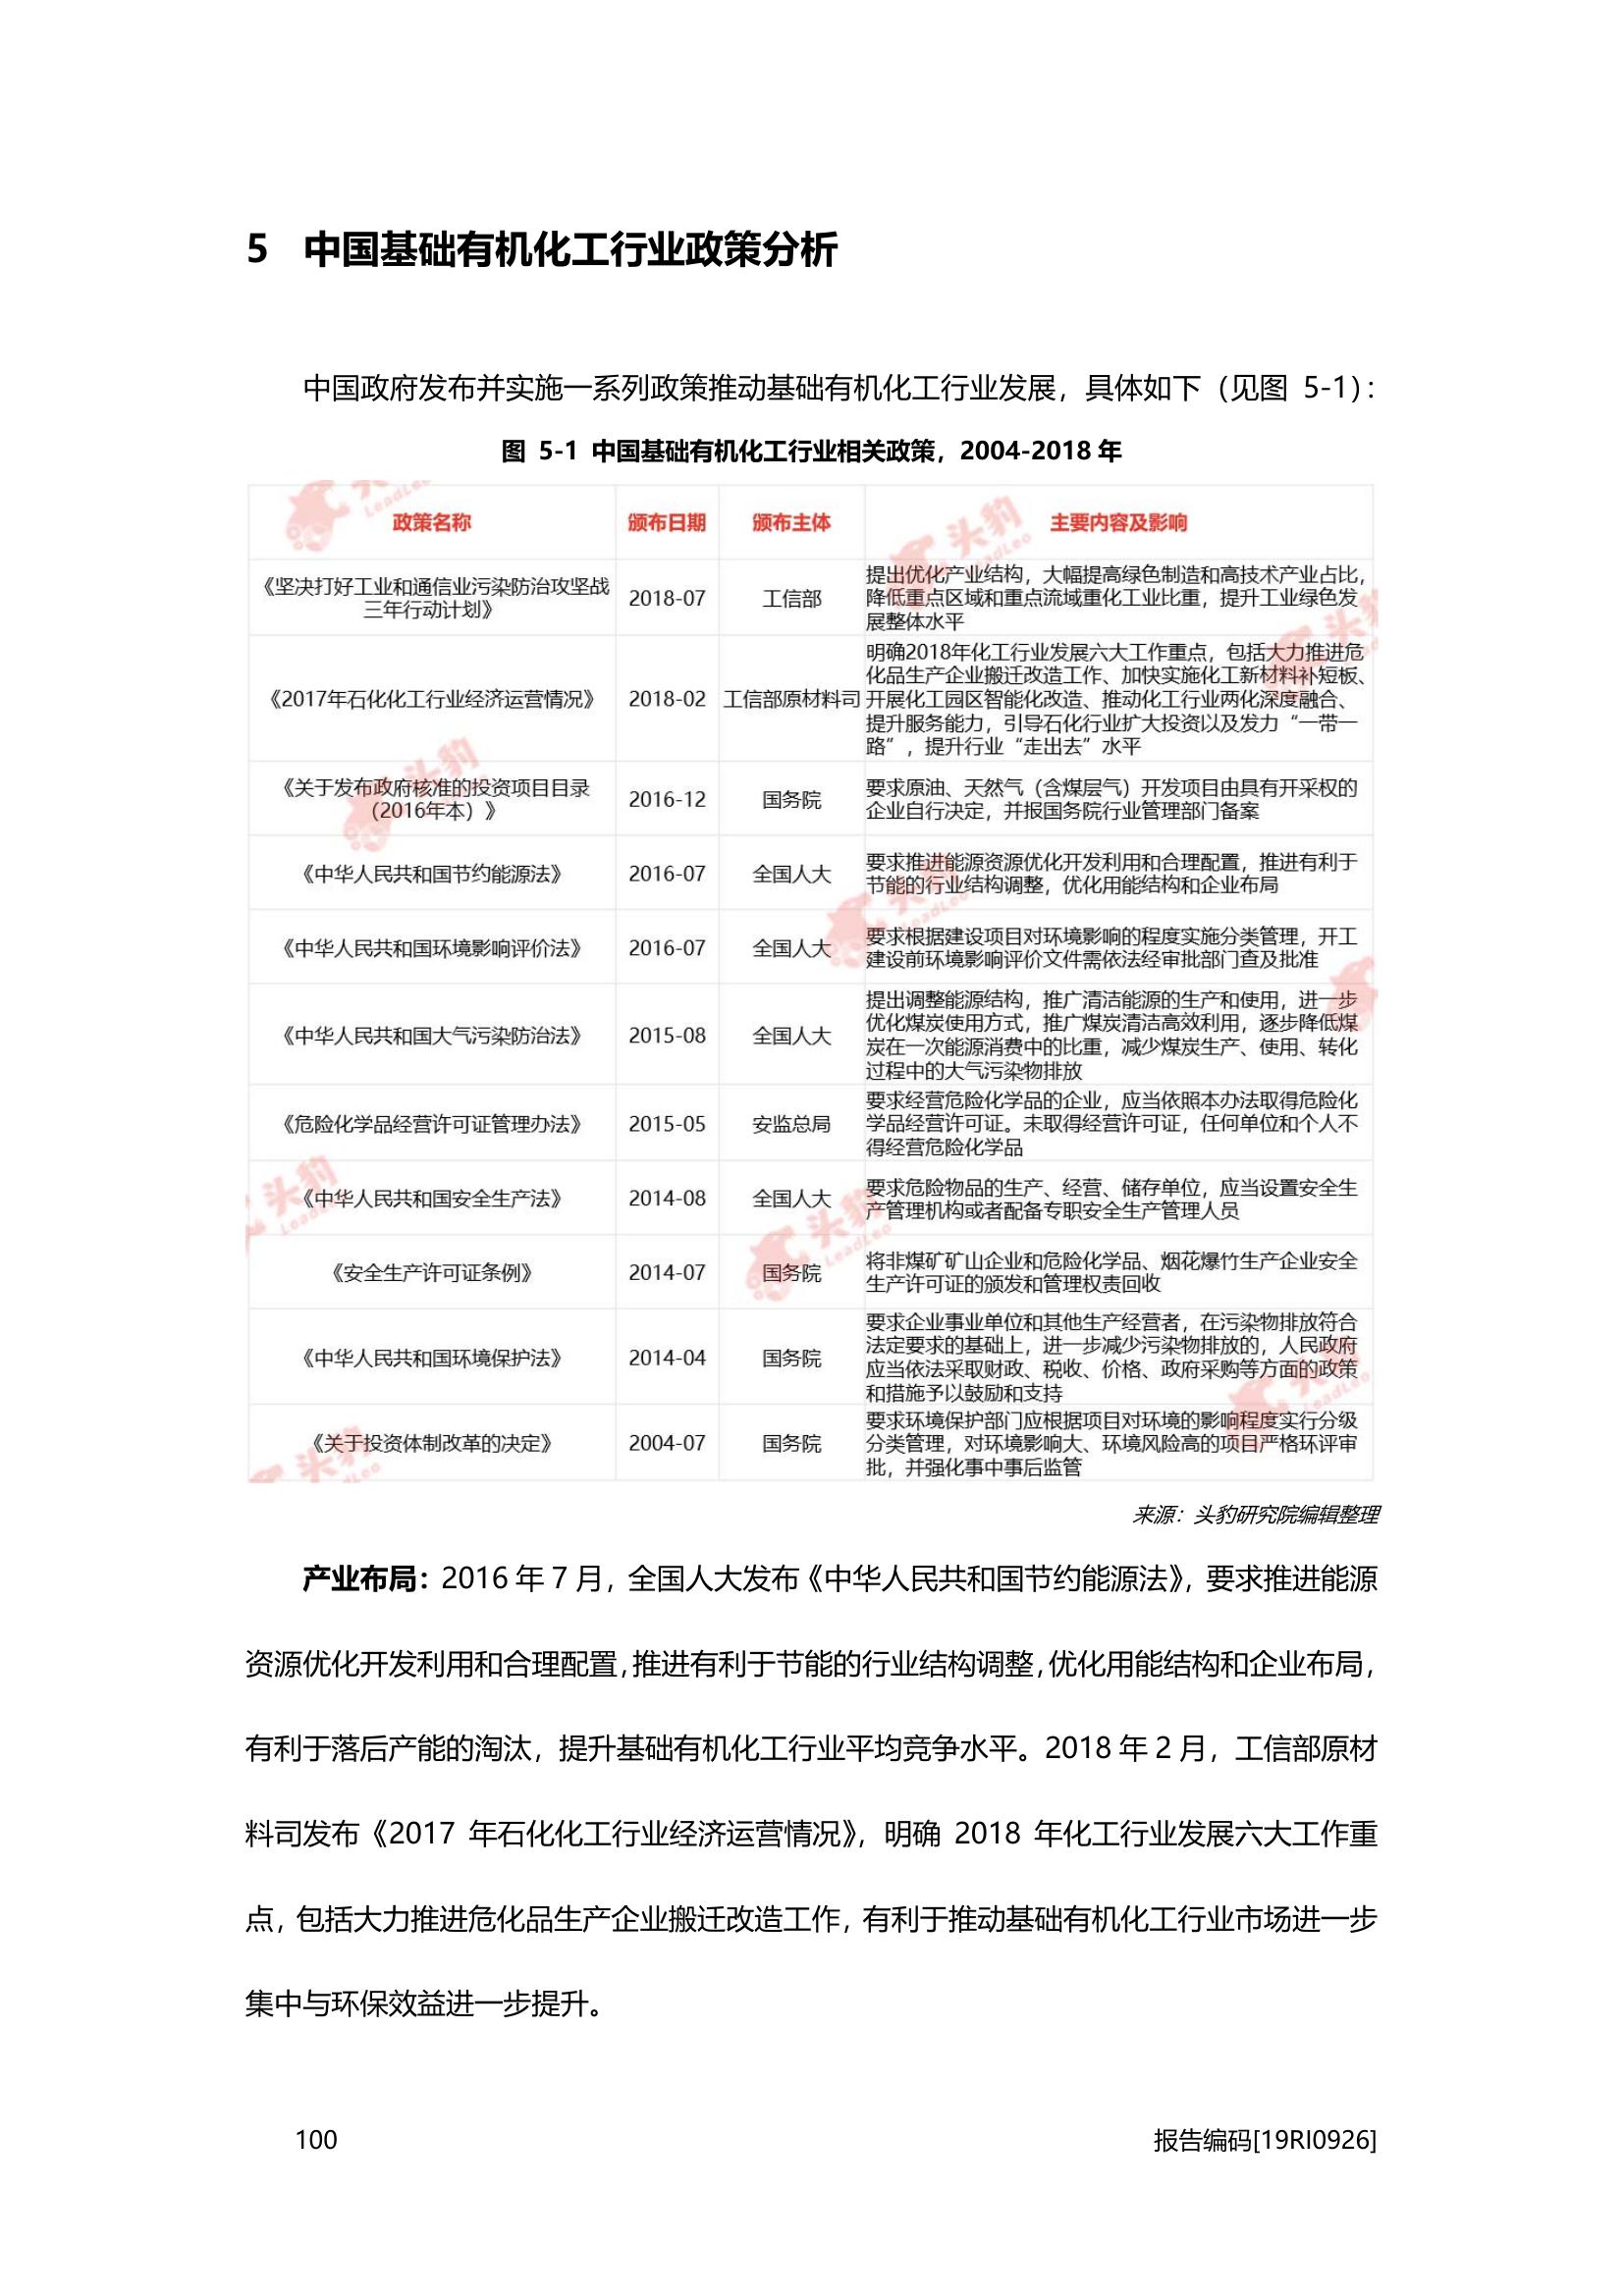 5 中国基础有机化工行业政策分析
中国政府发布并实施一系列政策推动基础有机化工行业发展，具体如下（见图 5-1）：
图 5-1 中国基础有机化工行业相关政策，2004-2018 年
政策名称 颁布日期 颁布主体 主要内容及影响
《坚决打好工业和通信业污染防治攻坚战
三年行动计划》
2018-07
工信部
提出优化产业结构，大幅提高绿色制造和高技术产业占比，
降低重点区域和重点流域重化工业比重，提升工业绿色发
展整体水平
《2017年石化化工行业经济运营情况》
2018-02
工信部原材料司
明确2018年化工行业发展六大工作重点，包括大力推进危
化品生产企业搬迁改造工作、加快实施化工新材料补短板、
开展化工园区智能化改造、推动化工行业两化深度融合、
提升服务能力，引导石化行业扩大投资以及发力“一带一
路”，提升行业“走出去”水平
《关于发布政府核准的投资项目目录
（2016年本）》
2016-12
国务院
要求原油、天然气（含煤层气）开发项目由具有开采权的
企业自行决定，并报国务院行业管理部门备案
《中华人民共和国节约能源法》
2016-07
全国人大
要求推进能源资源优化开发利用和合理配置，推进有利于
节能的行业结构调整，优化用能结构和企业布局
《中华人民共和国环境影响评价法》
2016-07
全国人大
要求根据建设项目对环境影响的程度实施分类管理，开工
建设前环境影响评价文件需依法经审批部门查及批准
《中华人民共和国大气污染防治法》
2015-08
全国人大
提出调整能源结构，推广清洁能源的生产和使用，进一步
优化煤炭使用方式，推广煤炭清洁高效利用，逐步降低煤
炭在一次能源消费中的比重，减少煤炭生产、使用、转化
过程中的大气污染物排放
《危险化学品经营许可证管理办法》
2015-05
安监总局
要求经营危险化学品的企业，应当依照本办法取得危险化
学品经营许可证。未取得经营许可证，任何单位和个人不
得经营危险化学品
《中华人民共和国安全生产法》
2014-08
全国人大
要求危险物品的生产、经营、储存单位，应当设置安全生
产管理机构或者配备专职安全生产管理人员
《安全生产许可证条例》
2014-07
国务院
将非煤矿矿山企业和危险化学品、烟花爆竹生产企业安全
生产许可证的颁发和管理权责回收
《中华人民共和国环境保护法》
2014-04
国务院
要求企业事业单位和其他生产经营者，在污染物排放符合
法定要求的基础上，进一步减少污染物排放的，人民政府
应当依法采取财政、税收、价格、政府采购等方面的政策
和措施予以鼓励和支持
《关于投资体制改革的决定》
2004-07
国务院
要求环境保护部门应根据项目对环境的影响程度实行分级
分类管理，对环境影响大、环境风险高的项目严格环评审
批，并强化事中事后监管
来源：头豹研究院编辑整理
产业布局：2016 年 7 月，全国人大发布《中华人民共和国节约能源法》，要求推进能源
资源优化开发利用和合理配置，推进有利于节能的行业结构调整，优化用能结构和企业布局，
有利于落后产能的淘汰，提升基础有机化工行业平均竞争水平。2018 年 2 月，工信部原材
料司发布《2017 年石化化工行业经济运营情况》，明确 2018 年化工行业发展六大工作重
点，包括大力推进危化品生产企业搬迁改造工作，有利于推动基础有机化工行业市场进一步
集中与环保效益进一步提升。
100 报告编码[19RI0926]